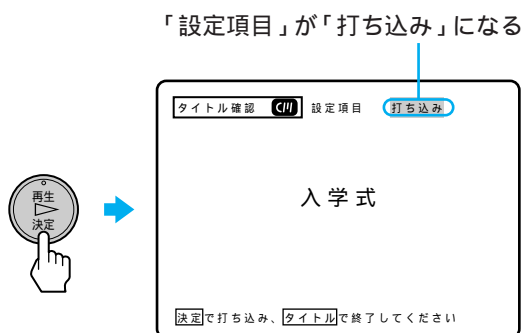 「設定項目」が「打ち込み」になる
タイトル確認 CM 設定項目 打ち込み
再生
決定
入学式
決定で打ち込み、タイトルで終了してください